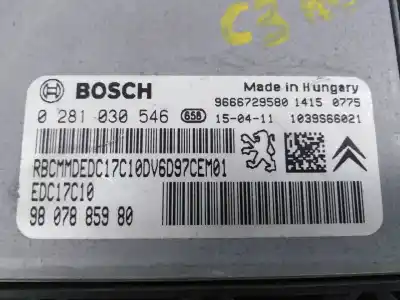 C3
BOSCH
Made in Hungary
9666729580 1415 0775
0 281 030 546 658
15-04-11 1039S66021
RBCMMDEDC17C10DV6D97CEM01
EDC17C10
98 078 859 80